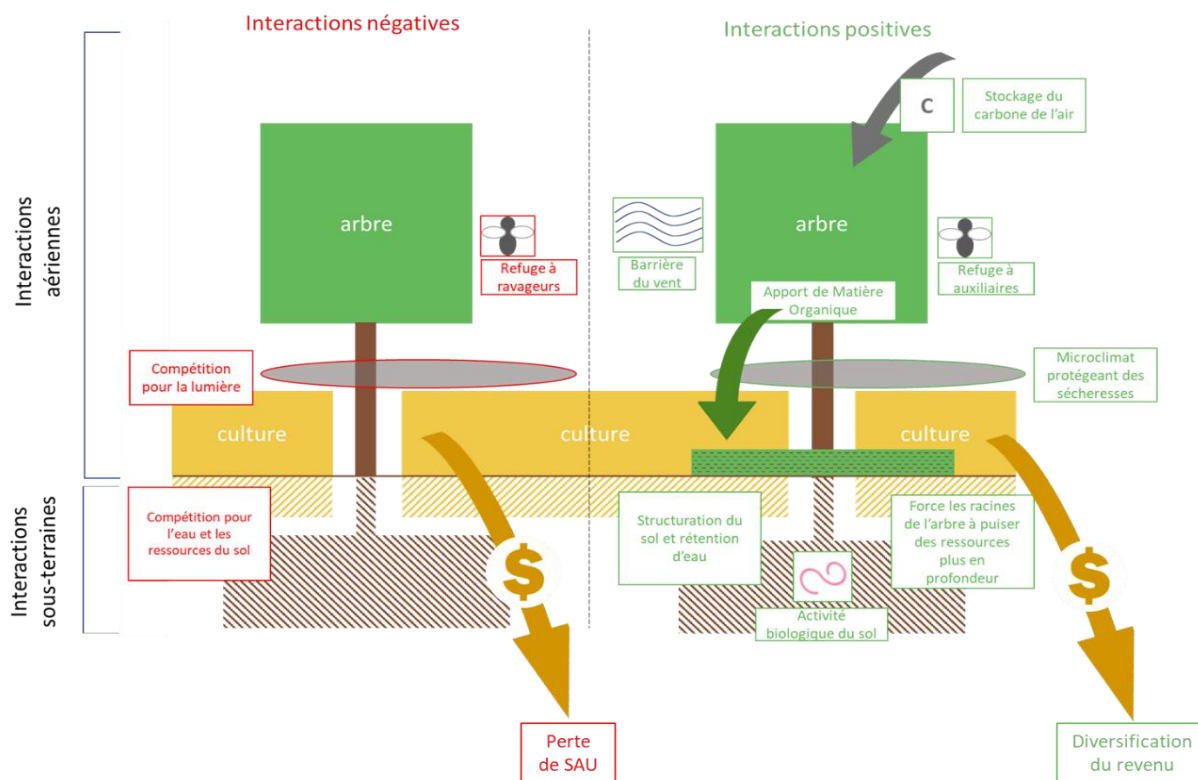 Interactions négatives
Interactions positives
Interactions
aériennes
Interactions
sous-terraines
arbre
Refuge à
ravageurs
Compétition
pour la lumière
culture
culture
Compétition pour
l'eau et les
ressources du sol
$
Perte
de SAU
C
Stockage du
carbone de l'air
arbre
Barrière
du vent
Refuge à
auxiliaires
Apport de Matière
Organique
Microclimat
protégeant des
sécheresses
culture
Structuration du
sol et rétention
d'eau
Force les racines
de l'arbre à puiser
des ressources
plus en
profondeur
Activité
biologique du sol
$
Diversification
du revenu